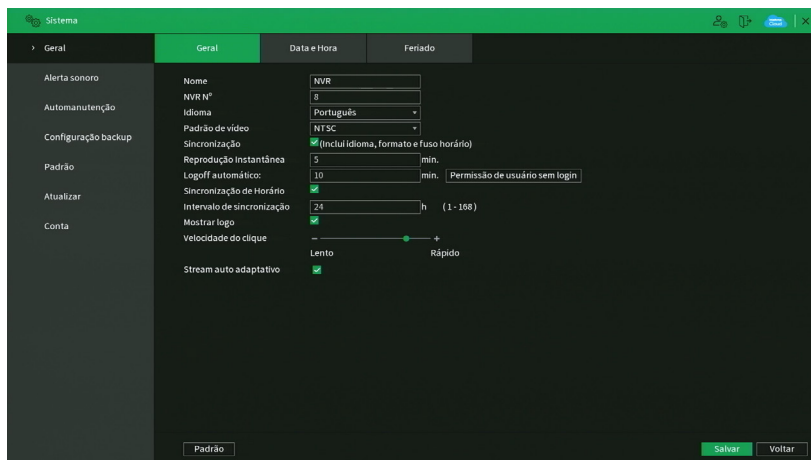 Sistema
Cloud
Geral
Alerta sonoro
Automanutenção
Configuração backup
Padrão
Atualizar
Conta
Geral Data e Hora Feriado
Nome NVR
NVR Nº 8
Idioma Português
Padrão de vídeo NTSC
Sincronização (Inclui idioma, formato e fuso horário)
Reprodução Instantânea 5 min.
Logoff automático: 10 min. Permissão de usuário sem login
Sincronização de Horário
Intervalo de sincronização 24 h (1 - 168)
Mostrar logo
Velocidade do clique
Lento Rápido
Stream auto adaptativo
Padrão Salvar Voltar